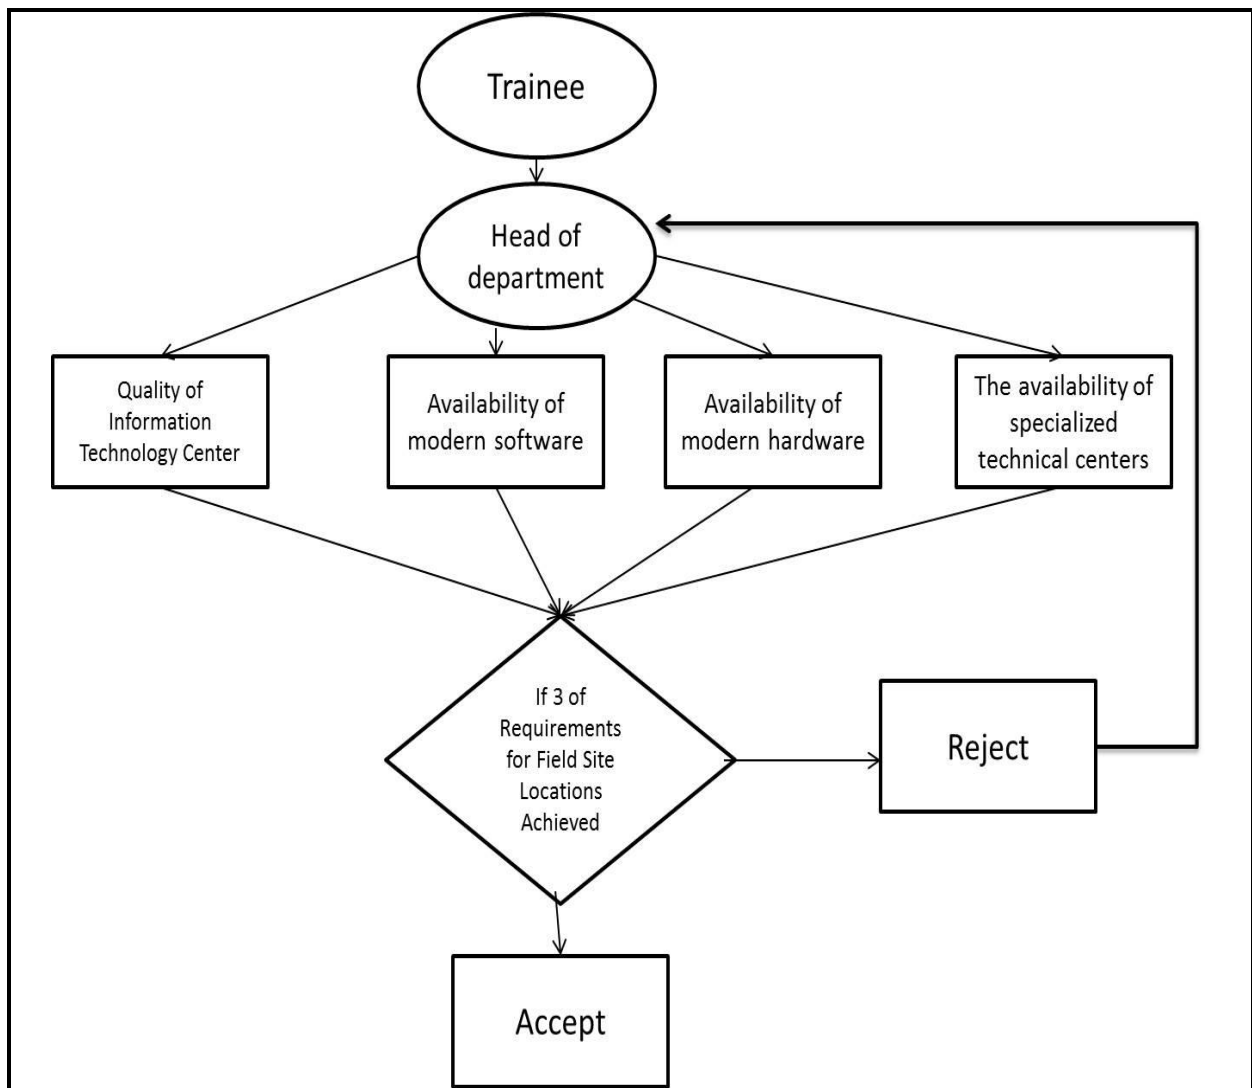 Trainee
Head of
department
Quality of
Information
Technology Center
Availability of
modern software
Availability of
modern hardware
The availability of
specialized
technical centers
If 3 of
Requirements
for Field Site
Locations
Achieved
Reject
Accept